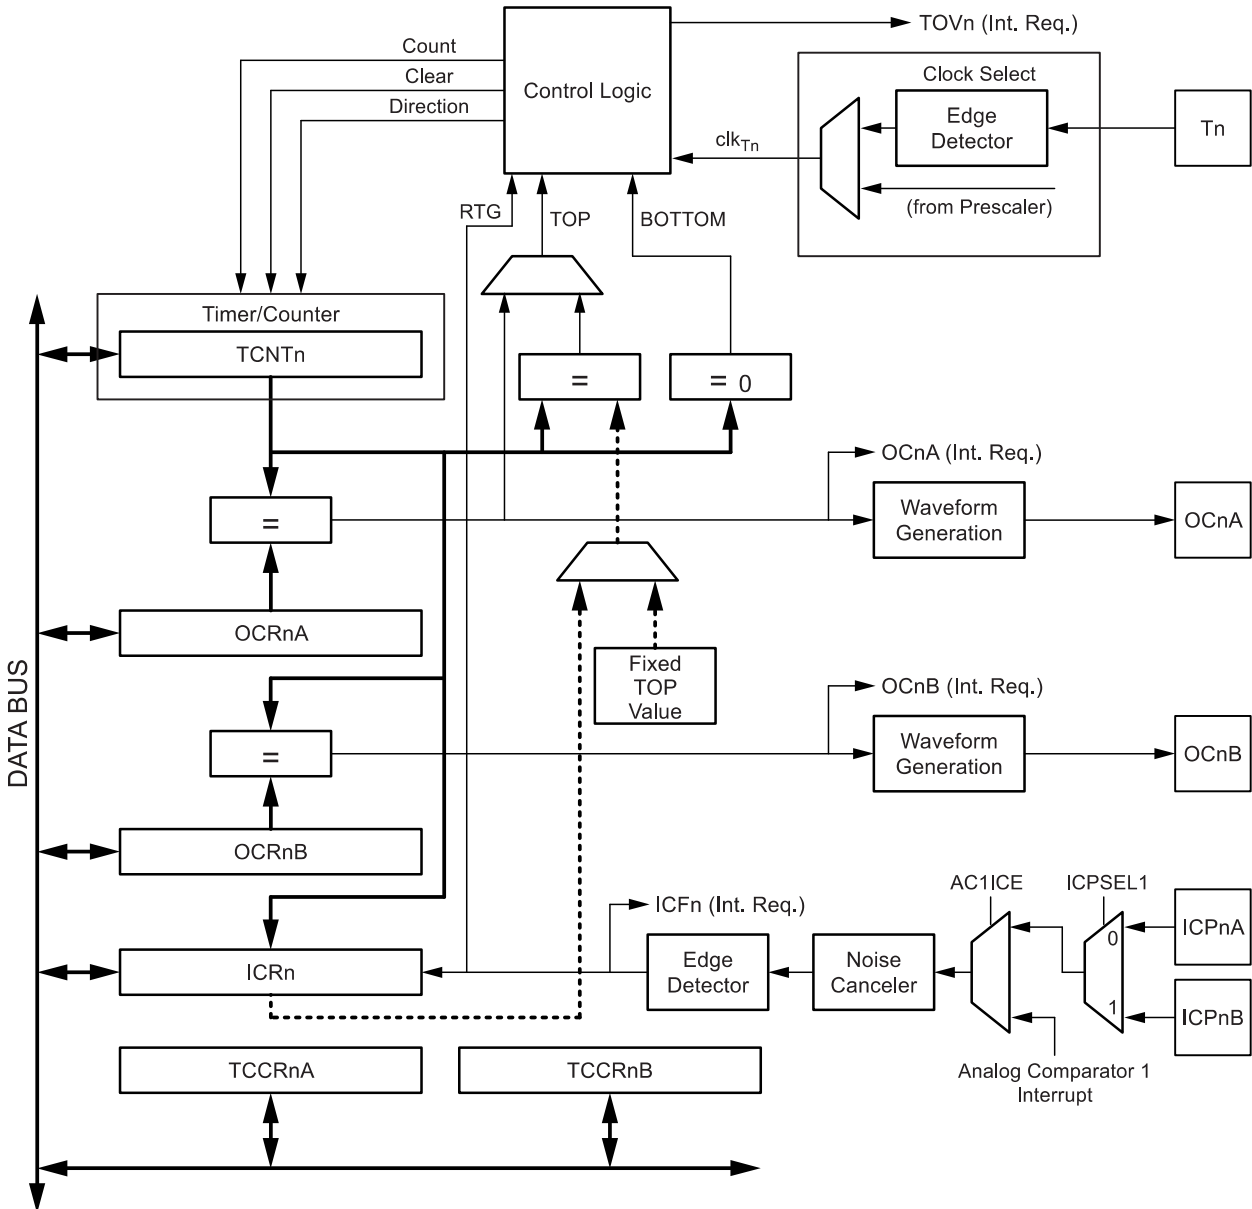 TOVn (Int. Req.)
Count
Clear
Direction
Control Logic
Clock Select
Edge
Detector
Tn
clkTn
(from Prescaler)
RTG
TOP
BOTTOM
Timer/Counter
TCNTn
=
= 0
OCnA (Int. Req.)
=
Waveform
Generation
OCnA
OCRnA
Fixed
TOP
Value
DATA BUS
OCnB (Int. Req.)
=
Waveform
Generation
OCnB
OCRnB
AC1ICE
ICPSEL1
ICFn (Int. Req.)
ICPnA
0
ICRn
Edge
Detector
Noise
Canceler
1
ICPnB
TCCRnA
TCCRnB
Analog Comparator 1
Interrupt